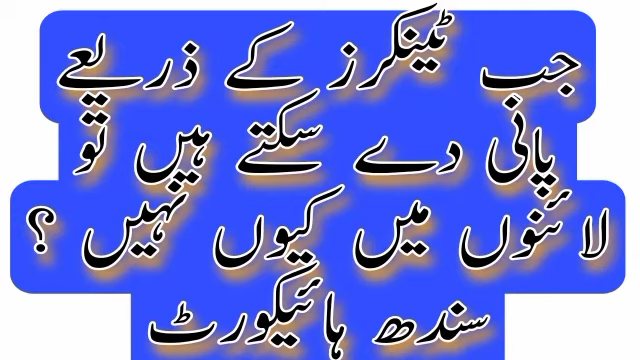 جب ٹینکرز کے ذریعے
پانی دے سکتے ہیں تو
لائنوں میں کیوں نہیں ؟
سندھ ہائیکورٹ